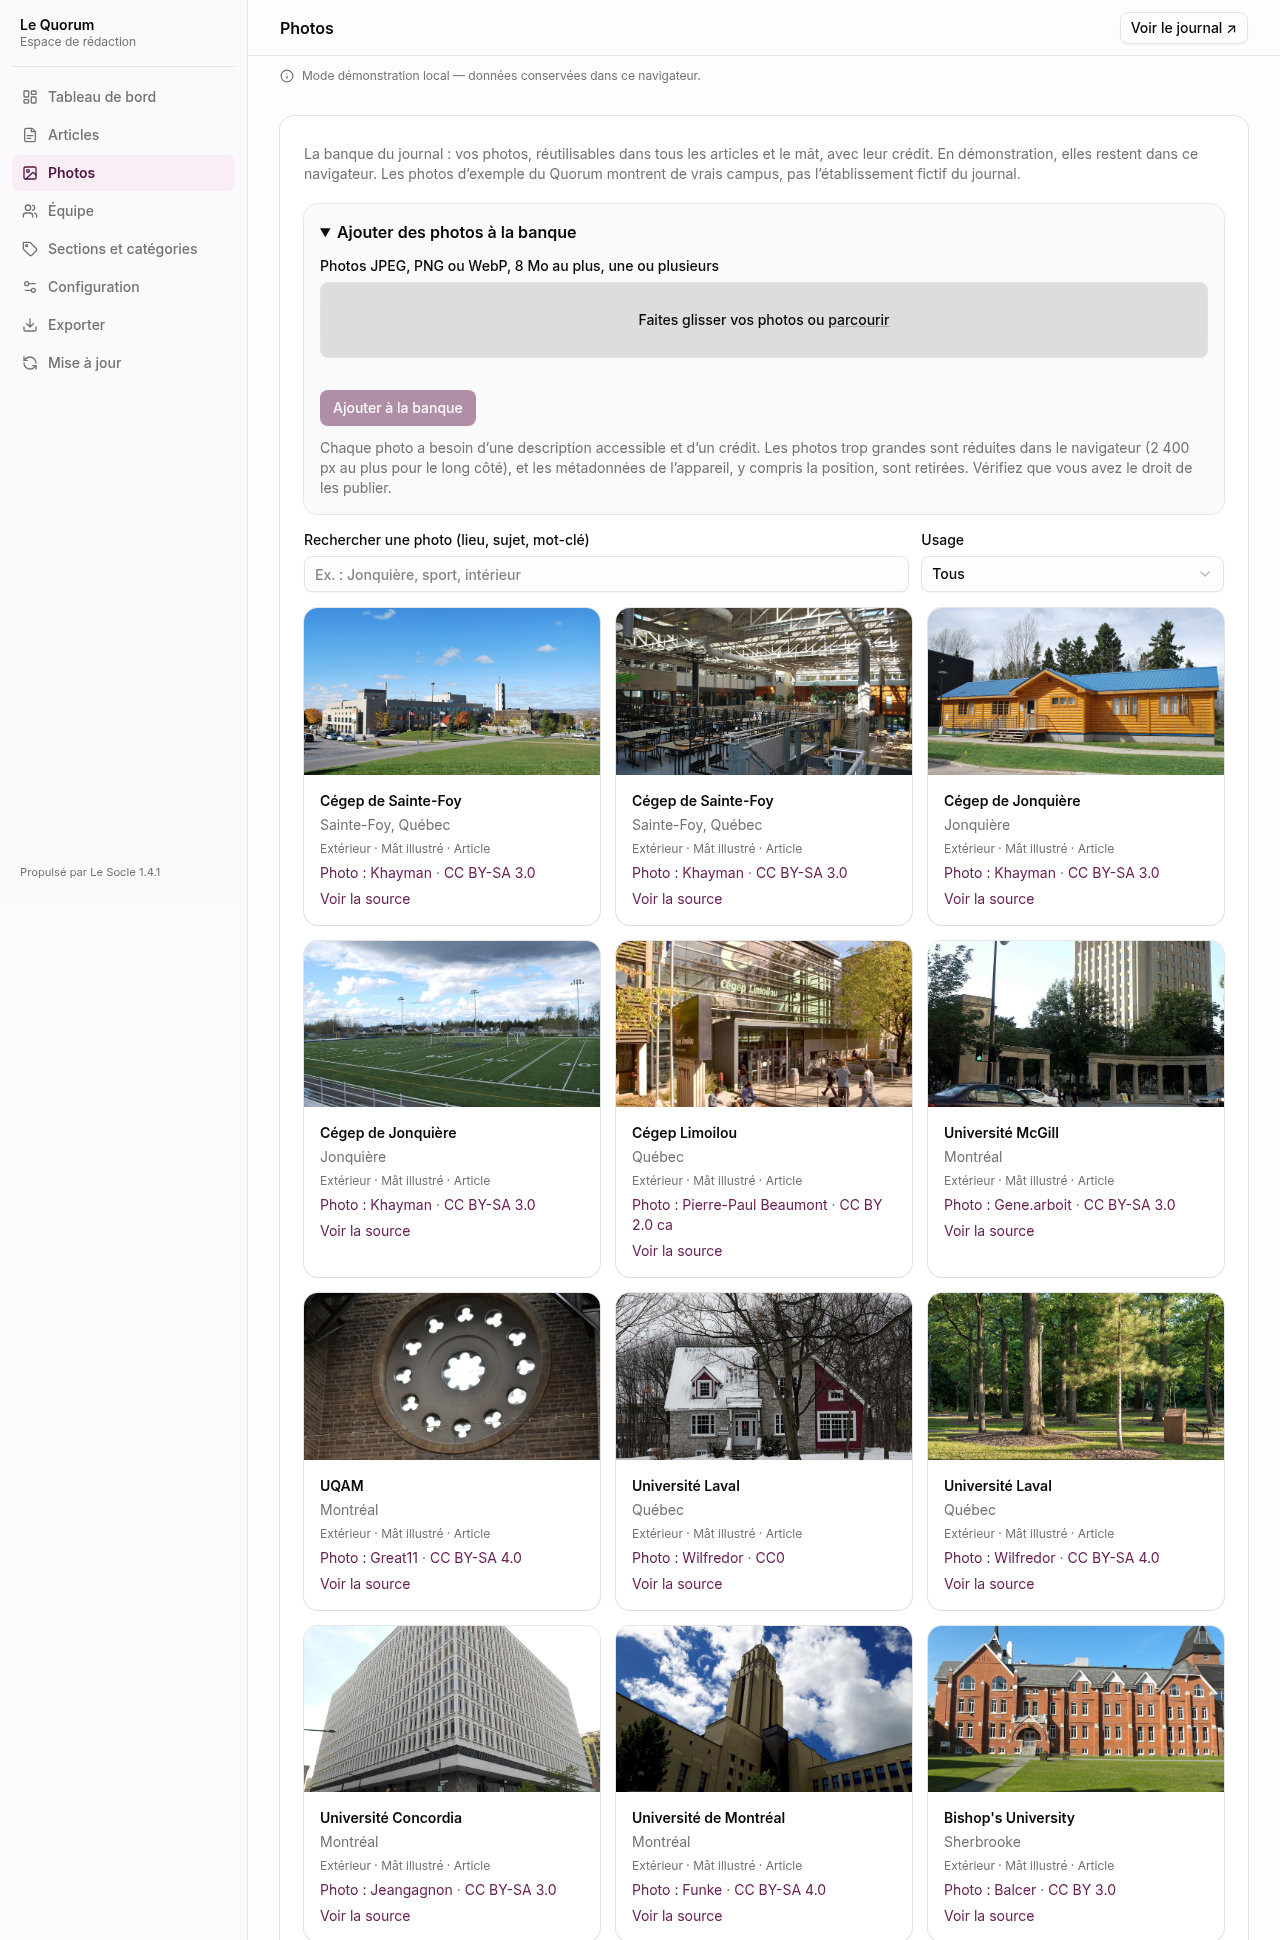 Le Quorum
Espace de rédaction
Tableau de bord
Articles
Photos
Équipe
Sections et catégories
Configuration
Exporter
Mise à jour
Propulsé par Le Socle 1.4.1
Photos
Voir le journal
Mode démonstration local — données conservées dans ce navigateur.
La banque du journal : vos photos, réutilisables dans tous les articles et le mât, avec leur crédit. En démonstration, elles restent dans ce
navigateur. Les photos d’exemple du Quorum montrent de vrais campus, pas l’établissement fictif du journal.
Ajouter des photos à la banque
Photos JPEG, PNG ou WebP, 8 Mo au plus, une ou plusieurs
Faites glisser vos photos ou parcourir
Ajouter à la banque
Chaque photo a besoin d’une description accessible et d’un crédit. Les photos trop grandes sont réduites dans le navigateur (2 400
px au plus pour le long côté), et les métadonnées de l’appareil, y compris la position, sont retirées. Vérifiez que vous avez le droit de
les publier.
Rechercher une photo (lieu, sujet, mot-clé)
Ex. : Jonquière, sport, intérieur
Usage
Tous
Cégep de Sainte-Foy
Sainte-Foy, Québec
Extérieur · Mât illustré · Article
Photo : Khayman · CC BY-SA 3.0
Voir la source
Cégep de Sainte-Foy
Sainte-Foy, Québec
Extérieur · Mât illustré · Article
Photo : Khayman · CC BY-SA 3.0
Voir la source
Cégep de Jonquière
Jonquière
Extérieur · Mât illustré · Article
Photo : Khayman · CC BY-SA 3.0
Voir la source
Cégep de Jonquière
Jonquière
Extérieur · Mât illustré · Article
Photo : Khayman · CC BY-SA 3.0
Voir la source
Cégep Limoilou
Cégep Limoilou
Québec
Extérieur · Mât illustré · Article
Photo : Pierre-Paul Beaumont · CC BY
2.0 ca
Voir la source
Université McGill
Montréal
Extérieur · Mât illustré · Article
Photo : Gene.arboit · CC BY-SA 3.0
Voir la source
UQAM
Montréal
Extérieur · Mât illustré · Article
Photo : Great11 · CC BY-SA 4.0
Voir la source
Université Laval
Québec
Extérieur · Mât illustré · Article
Photo : Wilfredor · CC0
Voir la source
Université Laval
Québec
Extérieur · Mât illustré · Article
Photo : Wilfredor · CC BY-SA 4.0
Voir la source
Université Concordia
Montréal
Extérieur · Mât illustré · Article
Photo : Jeangagnon · CC BY-SA 3.0
Voir la source
Université de Montréal
Montréal
Extérieur · Mât illustré · Article
Photo : Funke · CC BY-SA 4.0
Voir la source
Bishop's University
Sherbrooke
Extérieur · Mât illustré · Article
Photo : Balcer · CC BY 3.0
Voir la source